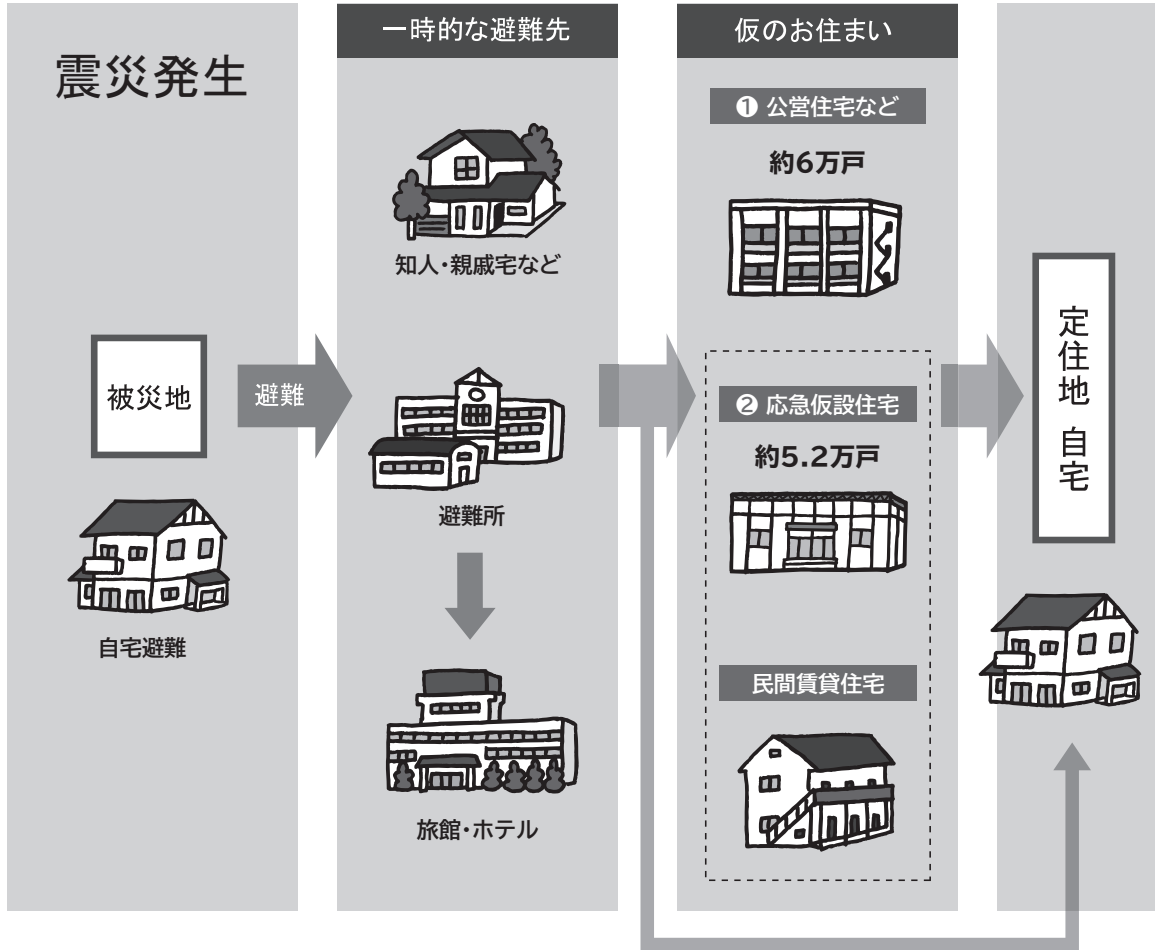 震災発生
被災地
避難
自宅避難
一時的な避難先
知人・親戚宅など
避難所
旅館・ホテル
仮のお住まい
❶ 公営住宅など
約6万戸
❷ 応急仮設住宅
約5.2万戸
民間賃貸住宅
定住地 自宅